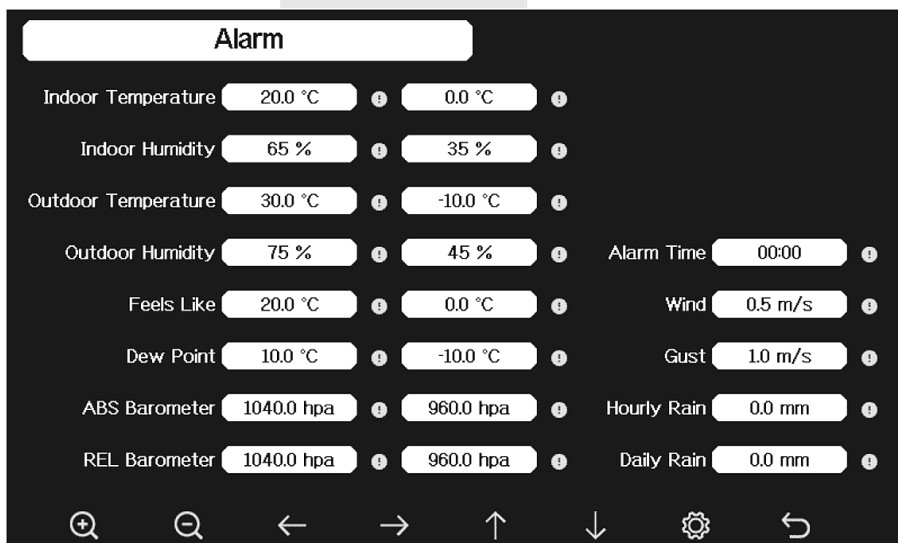 Alarm
Indoor Temperature 20.0 °C 0.0 °C
Indoor Humidity 65 % 35 %
Outdoor Temperature 30.0 °C -10.0 °C
Outdoor Humidity 75 % 45 % Alarm Time 00:00
Feels Like 20.0 °C 0.0 °C Wind 0.5 m/s
Dew Point 10.0 °C -10.0 °C Gust 1.0 m/s
ABS Barometer 1040.0 hpa 960.0 hpa Hourly Rain 0.0 mm
REL Barometer 1040.0 hpa 960.0 hpa Daily Rain 0.0 mm